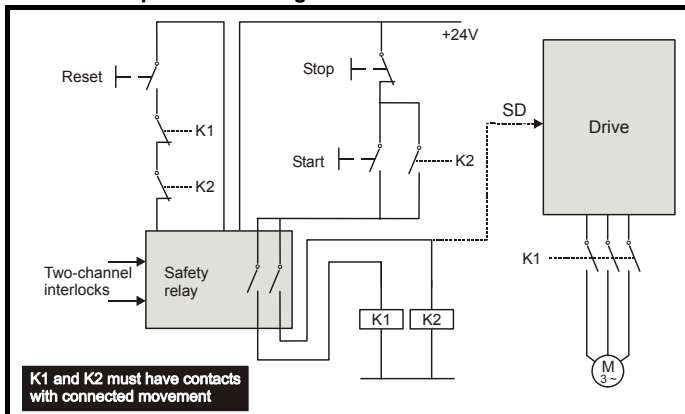 +24V
Reset
Stop
SD
Drive
K1
Start
K2
K2
K1
Two-channel
interlocks
Safety
relay
K1
K2
M
3 ~
K1 and K2 must have contacts
with connected movement